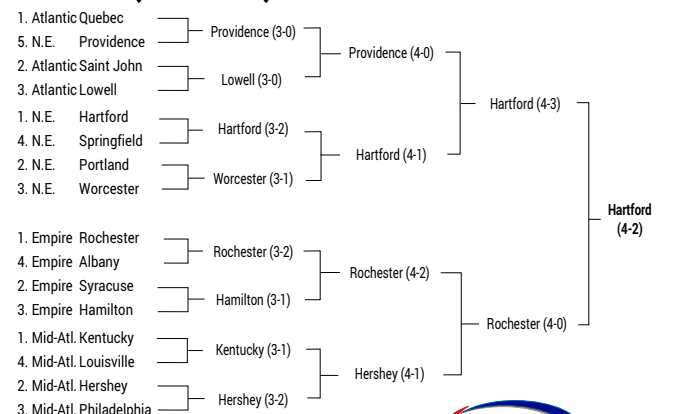 1. Atlantic Quebec
5. N.E. Providence
2. Atlantic Saint John
3. Atlantic Lowell
1. N.E. Hartford
4. N.E. Springfield
2. N.E. Portland
3. N.E. Worcester
1. Empire Rochester
4. Empire Albany
2. Empire Syracuse
3. Empire Hamilton
1. Mid-Atl. Kentucky
4. Mid-Atl. Louisville
2. Mid-Atl. Hershey
3. Mid-Atl. Philadelphia
Providence (3-0)
Lowell (3-0)
Hartford (3-2)
Worcester (3-1)
Rochester (3-2)
Hamilton (3-1)
Kentucky (3-1)
Hershey (3-2)
Providence (4-0)
Hartford (4-1)
Rochester (4-2)
Hershey (4-1)
Hartford (4-3)
Rochester (4-0)
Hartford
(4-2)